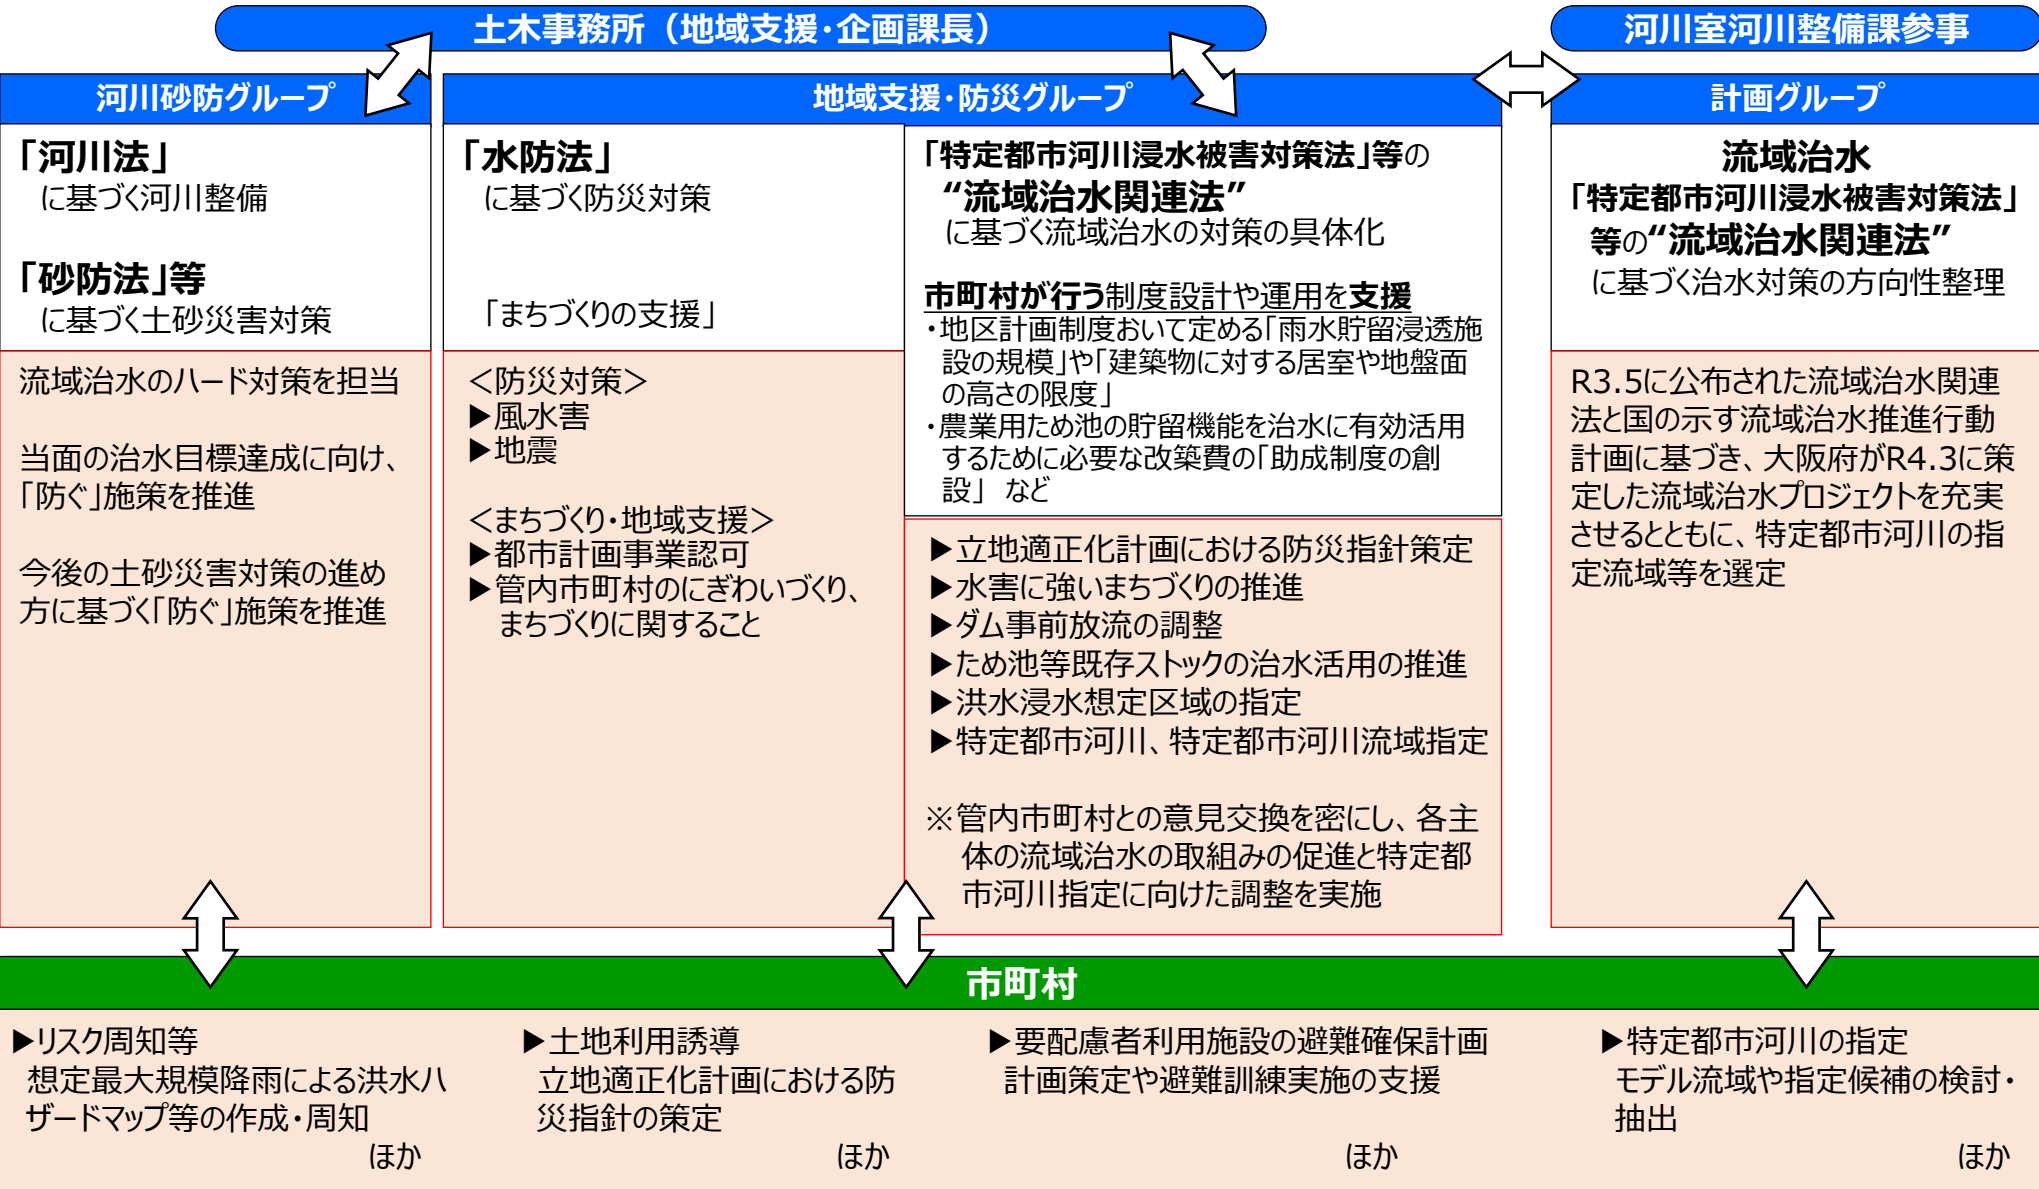 土木事務所（地域支援・企画課長）
河川室河川整備課参事
河川砂防グループ
「河川法」
に基づく河川整備
「砂防法」等
に基づく土砂災害対策
流域治水のハード対策を担当
当面の治水目標達成に向け、
「防ぐ」施策を推進
今後の土砂災害対策の進め
方に基づく「防ぐ」施策を推進
地域支援・防災グループ
「水防法」
に基づく防災対策
「まちづくりの支援」
＜防災対策＞
▶風水害
▶地震
＜まちづくり・地域支援＞
▶都市計画事業認可
▶管内市町村のにぎわいづくり、
まちづくりに関すること
「特定都市河川浸水被害対策法」等の
“流域治水関連法”
に基づく流域治水の対策の具体化
市町村が行う制度設計や運用を支援
・地区計画制度おいて定める「雨水貯留浸透施
設の規模」や「建築物に対する居室や地盤面
の高さの限度」
・農業用ため池の貯留機能を治水に有効活用
するために必要な改築費の「助成制度の創
設」 など
▶立地適正化計画における防災指針策定
▶水害に強いまちづくりの推進
▶ダム事前放流の調整
▶ため池等既存ストックの治水活用の推進
▶洪水浸水想定区域の指定
▶特定都市河川、特定都市河川流域指定
※管内市町村との意見交換を密にし、各主
体の流域治水の取組みの促進と特定都
市河川指定に向けた調整を実施
計画グループ
流域治水
「特定都市河川浸水被害対策法」
等の“流域治水関連法”
に基づく治水対策の方向性整理
R3.5に公布された流域治水関連
法と国の示す流域治水推進行動
計画に基づき、大阪府がR4.3に策
定した流域治水プロジェクトを充実
させるとともに、特定都市河川の指
定流域等を選定
市町村
▶リスク周知等
想定最大規模降雨による洪水ハ
ザードマップ等の作成・周知
ほか
▶土地利用誘導
立地適正化計画における防
災指針の策定
ほか
▶要配慮者利用施設の避難確保計画
計画策定や避難訓練実施の支援
ほか
▶特定都市河川の指定
モデル流域や指定候補の検討・
抽出
ほか